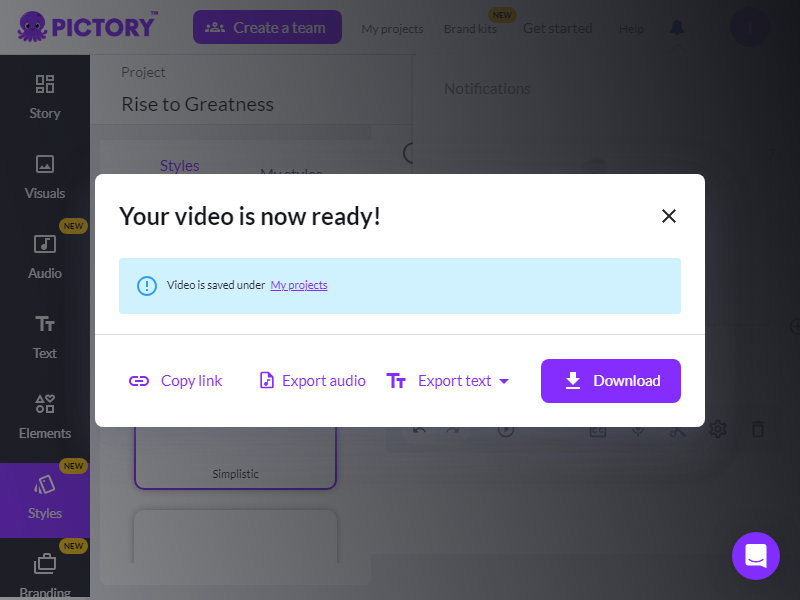 PICTORY™
Create a team
My projects
Brand kits
NEW
Get started
Help
Project
Rise to Greatness
Notifications
Story
Visuals
NEW
Audio
Text
Elements
NEW
Styles
NEW
Branding
Styles
My styles
Your video is now ready!
Video is saved under My projects
Copy link
Export audio
Export text
Download
Simplistic